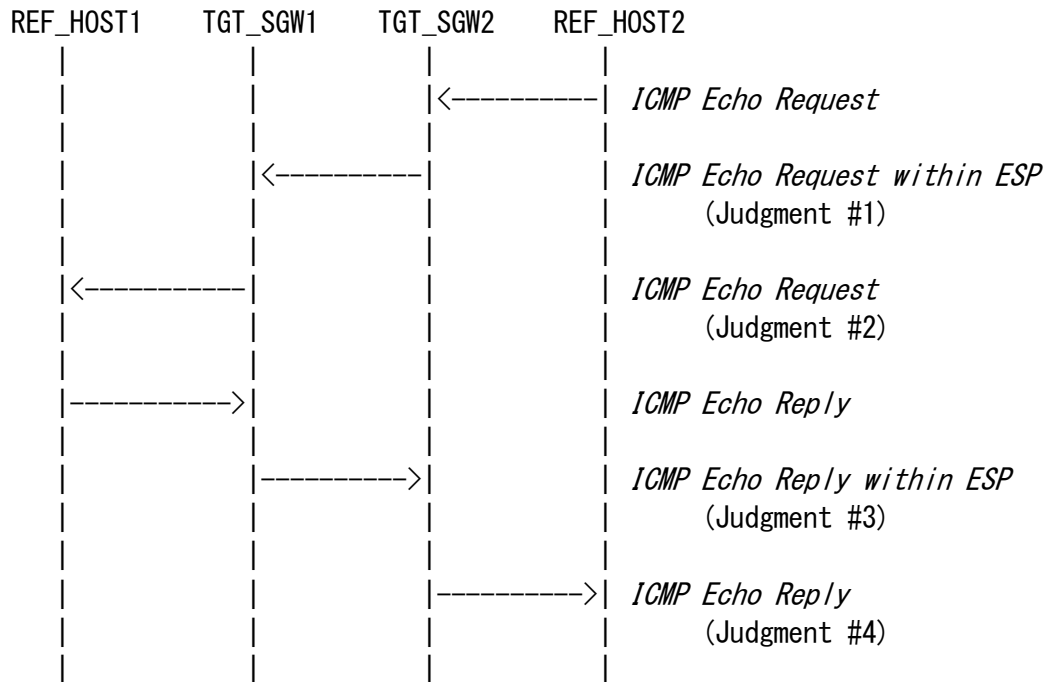 REF_HOST1 TGT_SGW1 TGT_SGW2 REF_HOST2
ICMP Echo Request
ICMP Echo Request within ESP
(Judgment #1)
ICMP Echo Request
(Judgment #2)
ICMP Echo Reply
ICMP Echo Reply within ESP
(Judgment #3)
ICMP Echo Reply
(Judgment #4)